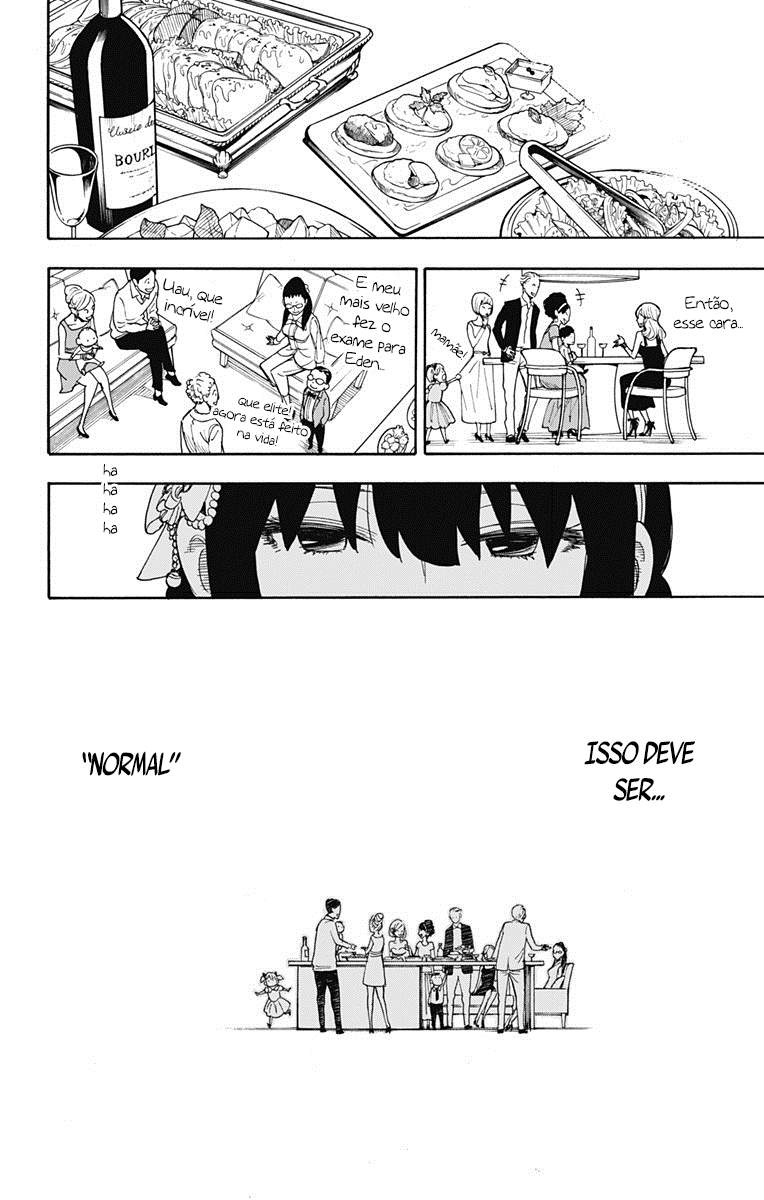 BOURI
Então,
esse cara...
mamãe!
E meu
mais velho
fez o
exame para
Eden...
Uau, que
incrível!
que elite!
agora está feito
na vida!
ha
ha
ha
ha
ISSO DEVE
SER...
"NORMAL"